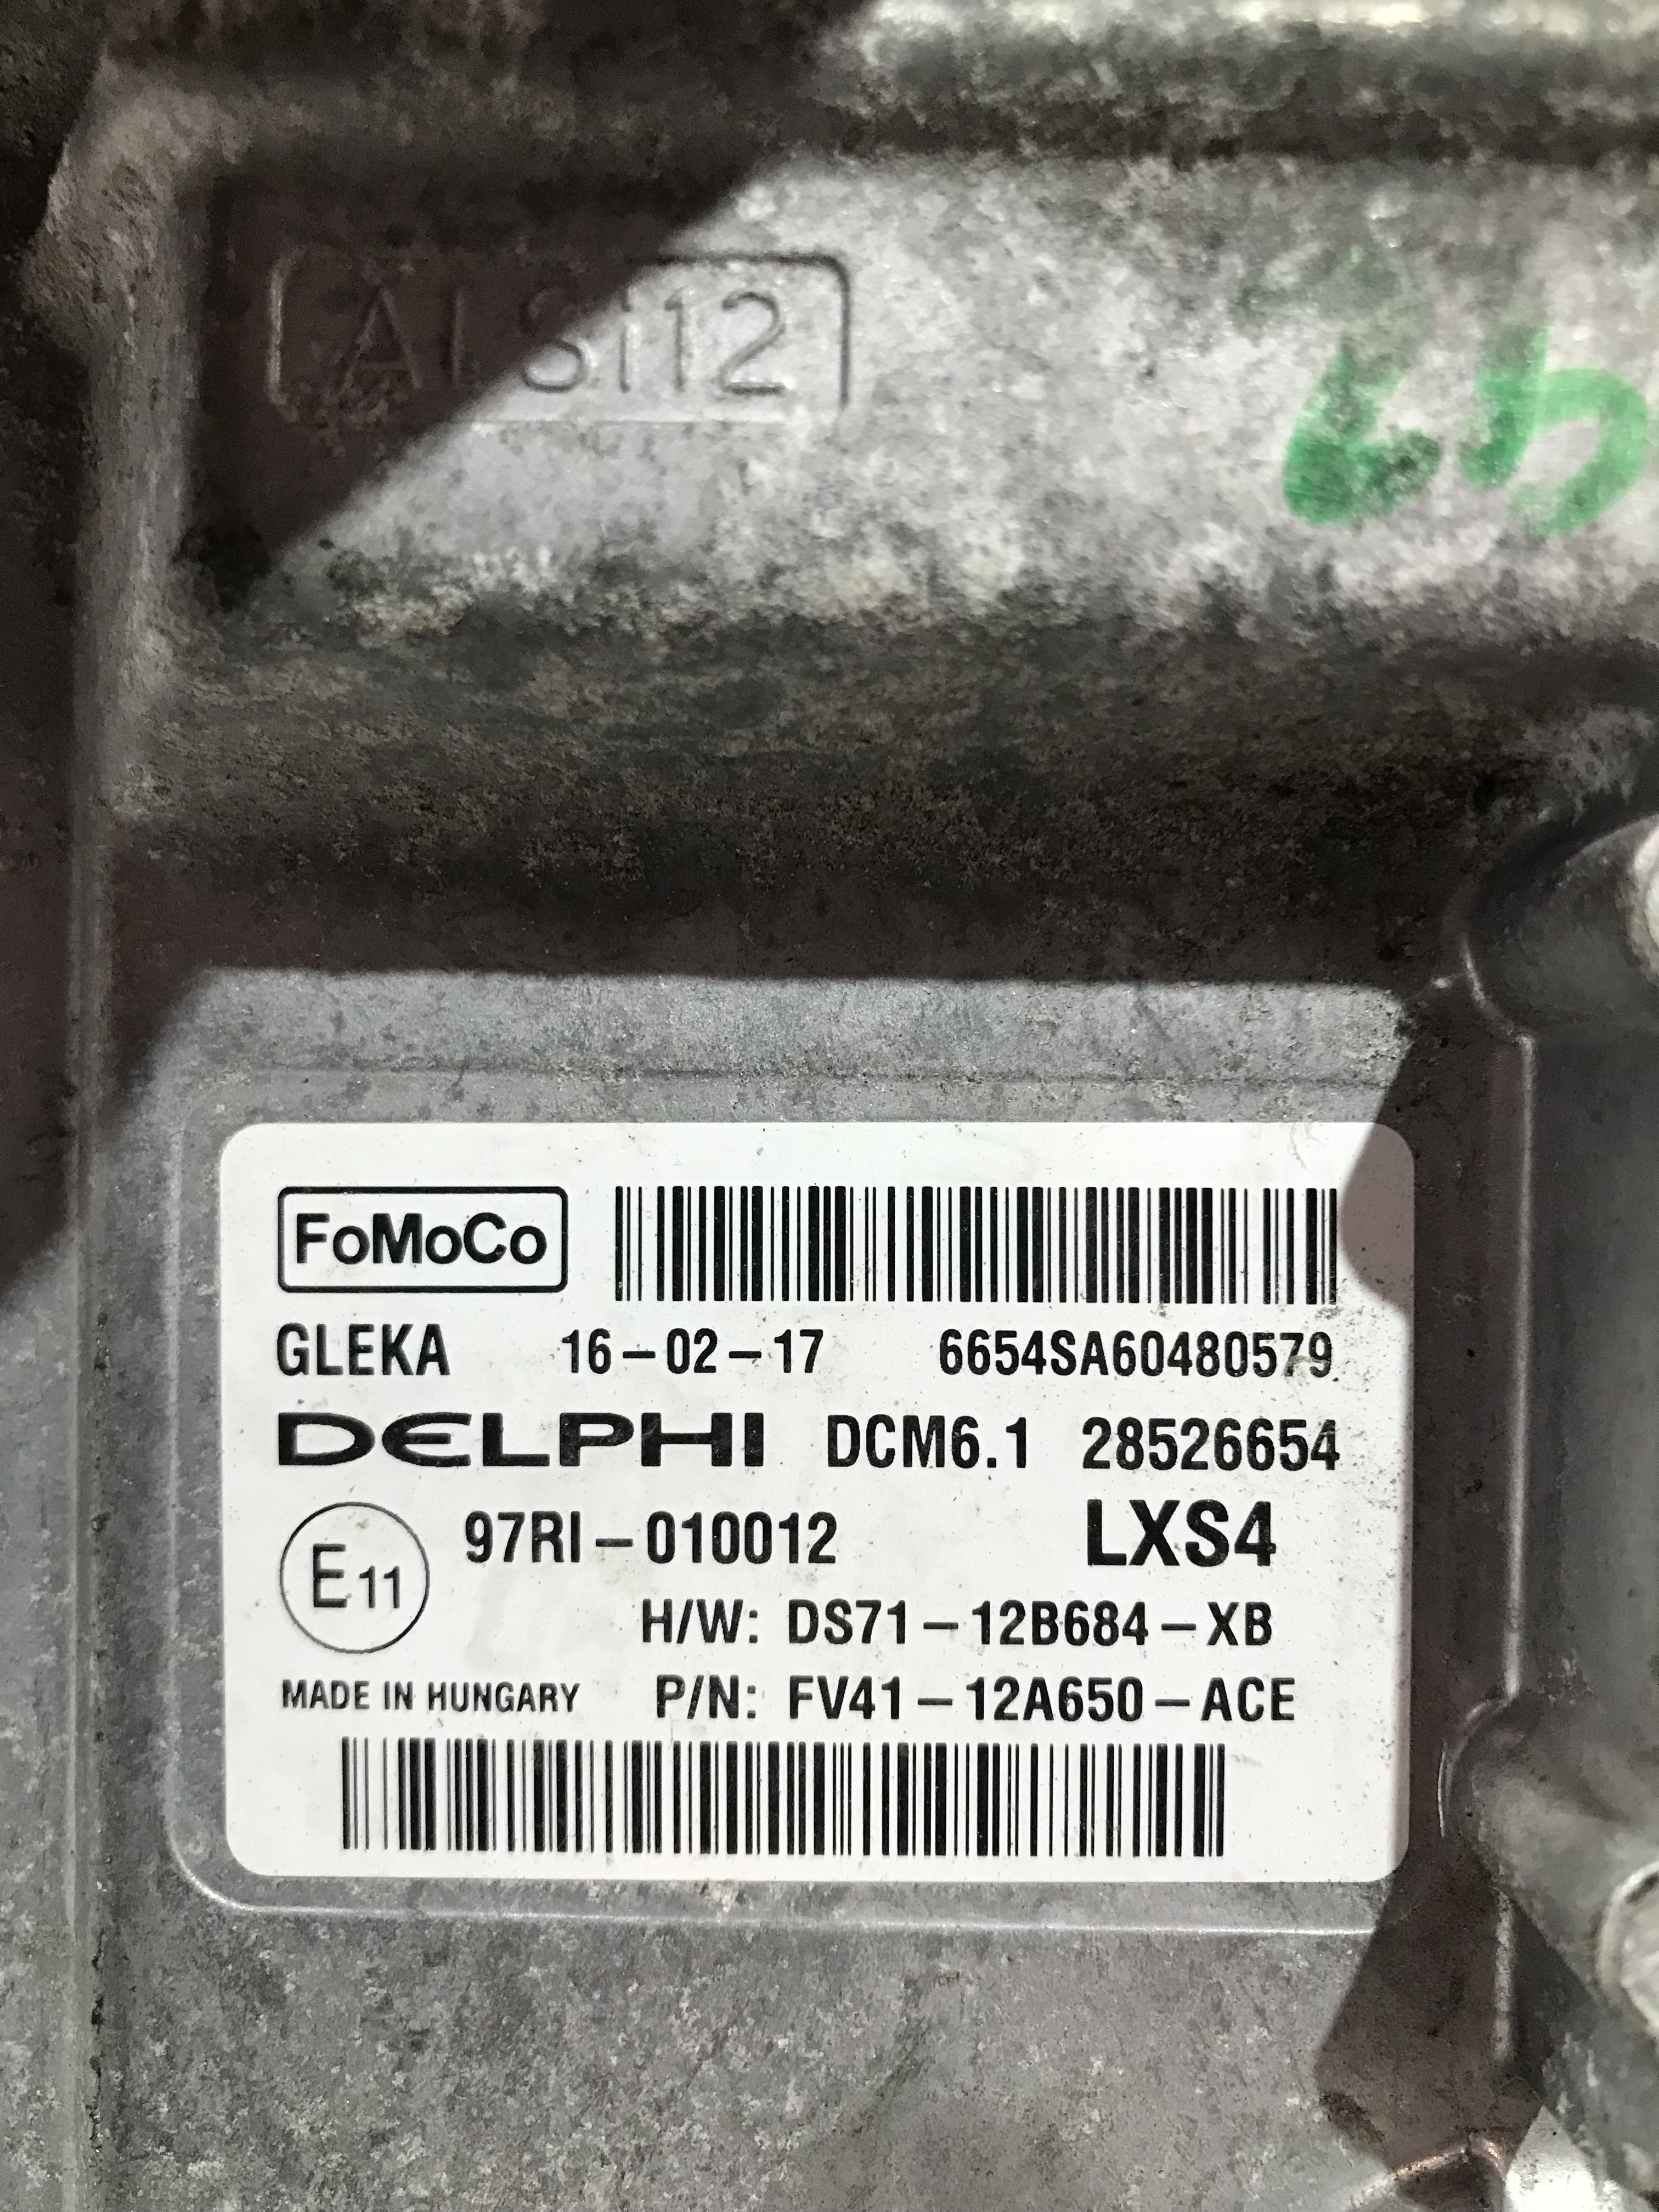 AlSi12
FoMoCo
GLEKA 16-02-17 6654SA60480579
DELPHI DCM6.1 28526654
E11 97RI-010012 LXS4
H/W: DS71-12B684-XB
MADE IN HUNGARY P/N: FV41-12A650-ACE